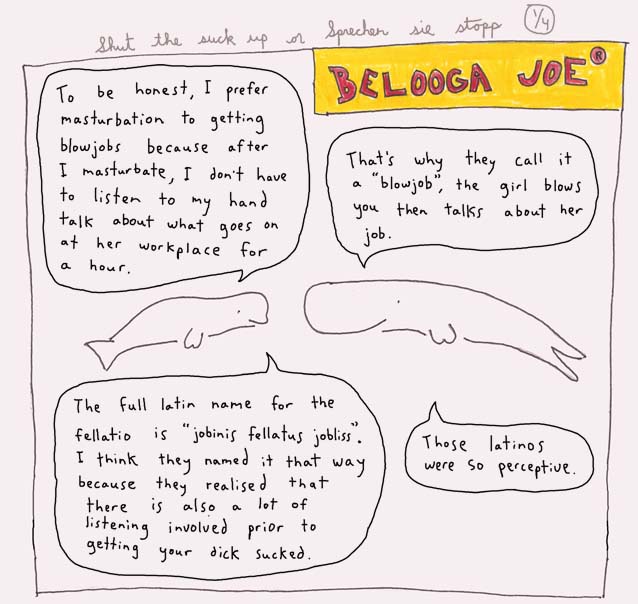 Shut the suck up or Sprechen sie stopp 1/4
BELOOGA JOE®
To be honest, I prefer
masturbation to getting
blowjobs because after
I masturbate, I don't have
to listen to my hand
talk about what goes on
at her workplace for
a hour.
That's why they call it
a "blowjob", the girl blows
you then talks about her
job.
The full latin name for the
fellatio is "jobinis fellatus jobliss".
I think they named it that way
because they realised that
there is also a lot of
listening involved prior to
getting your dick sucked.
Those latinos
were so perceptive.